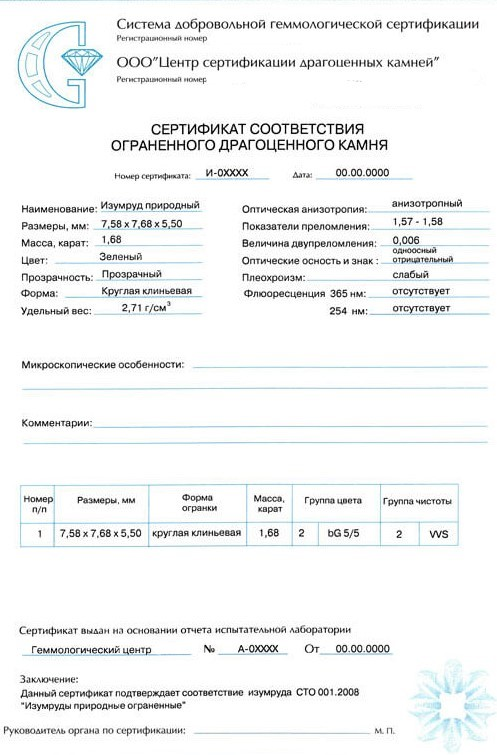 Система добровольной геммологической сертификации
Регистрационный номер
ООО"Центр сертификации драгоценных камней"
Регистрационный номер
СЕРТИФИКАТ СООТВЕТСТВИЯ
ОГРАНЕННОГО ДРАГОЦЕННОГО КАМНЯ
Номер сертификата: И-0XXXX Дата: 00.00.0000
Наименование: Изумруд природный
Размеры, мм: 7,58 x 7,68 x 5,50
Масса, карат: 1,68
Цвет: Зеленый
Прозрачность: Прозрачный
Форма: Круглая клиньевая
Удельный вес: 2,71 г/см³
Оптическая анизотропия: анизотропный
Показатели преломления: 1,57 - 1,58
Величина двупреломления: 0,006
Оптические осность и знак : одноосный отрицательный
Плеохроизм: слабый
Флюоресценция 365 нм: отсутствует
254 нм: отсутствует
Микроскопические особенности:
Комментарии:
Номер п/п Размеры, мм Форма огранки Масса, карат Группа цвета Группа чистоты
1 7,58 x 7,68 x 5,50 круглая клиньевая 1,68 2 bG 5/5 2 VVS
Сертификат выдан на основании отчета испытательной лаборатории
Геммологический центр № А-0XXXX От 00.00.0000
Заключение:
Данный сертификат подтверждает соответствие изумруда СТО 001.2008
"Изумруды природные ограненные"
Руководитель органа по сертификации: м. п.